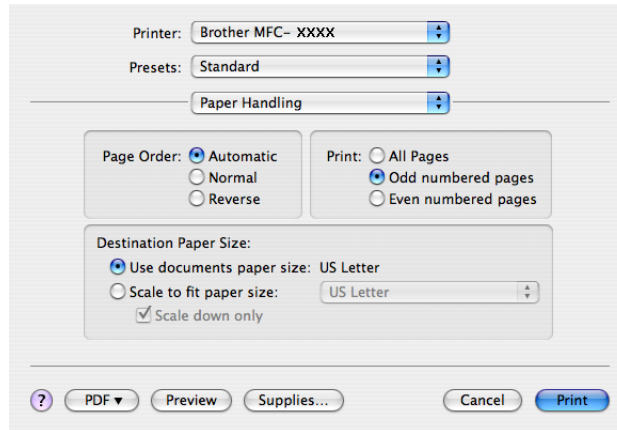 Printer: Brother MFC- XXXX
Presets: Standard
Paper Handling
Page Order: Automatic
Normal
Reverse
Print: All Pages
Odd numbered pages
Even numbered pages
Destination Paper Size:
Use documents paper size: US Letter
Scale to fit paper size: US Letter
Scale down only
? PDF▼ Preview Supplies... Cancel Print